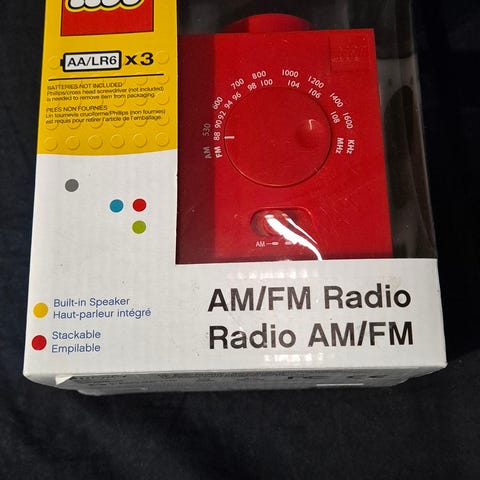 AA/LR6 x 3
BATTERIES NOT INCLUDED
Phillips/cross head screwdriver (not included)
is needed to remove item from packaging.
PILES NON FOURNIES
Un tournevis cruciforme/Phillips (non fournies)
est requis pour retirer l'article de l'emballage.
AM 530 600 700 800 1000 1200 1400 1600 KHz
FM 88 90 92 94 96 98 100 104 106 108 MHz
AM
Built-in Speaker
Haut-parleur intégré
Stackable
Empilable
AM/FM Radio
Radio AM/FM